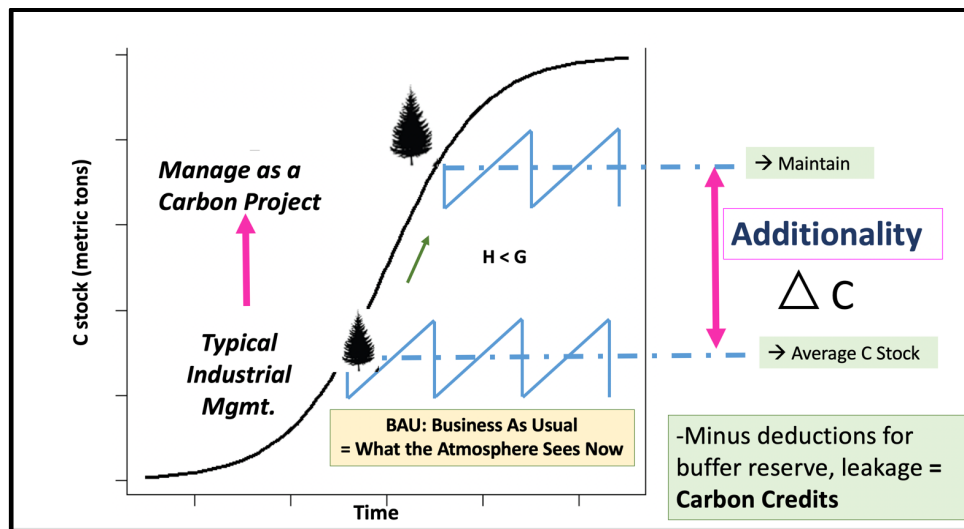 C stock (metric tons)
Manage as a
Carbon Project
Typical
Industrial
Mgmt.
H < G
BAU: Business As Usual
= What the Atmosphere Sees Now
Time
→ Maintain
Additionality
△ C
→ Average C Stock
-Minus deductions for
buffer reserve, leakage =
Carbon Credits